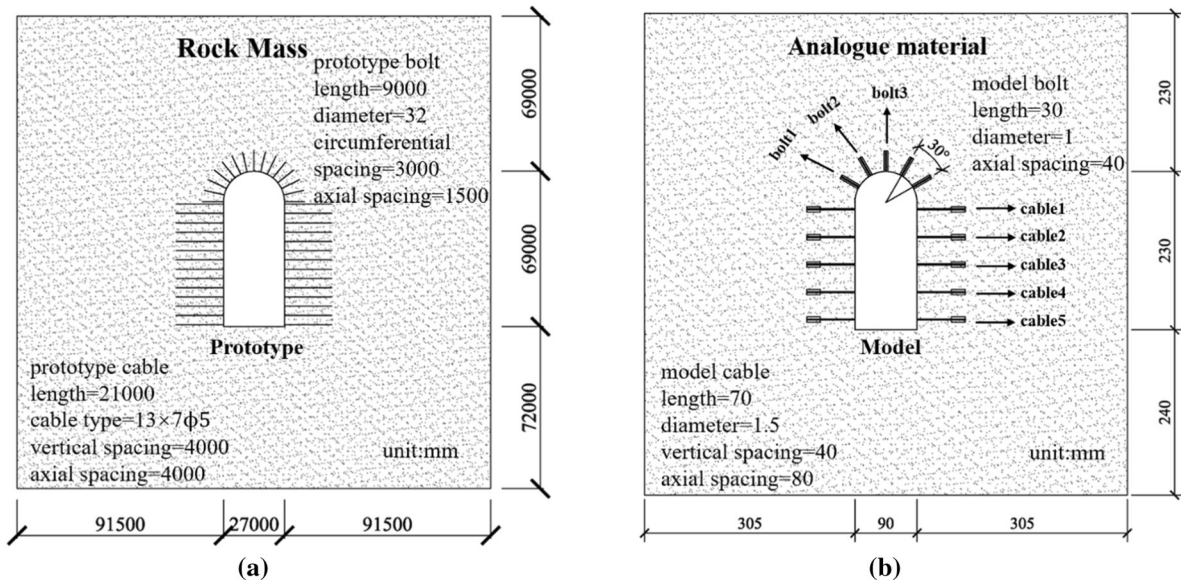 Rock Mass
prototype bolt
length=9000
diameter=32
circumferential
spacing=3000
axial spacing=1500
Prototype
prototype cable
length=21000
cable type=13×7ϕ5
vertical spacing=4000
axial spacing=4000
unit:mm
69000
69000
72000
91500
27000
91500
(a)
Analogue material
bolt1
bolt2
bolt3
30°
model bolt
length=30
diameter=1
axial spacing=40
cable1
cable2
cable3
cable4
cable5
Model
model cable
length=70
diameter=1.5
vertical spacing=40
axial spacing=80
unit:mm
230
230
240
305
90
305
(b)